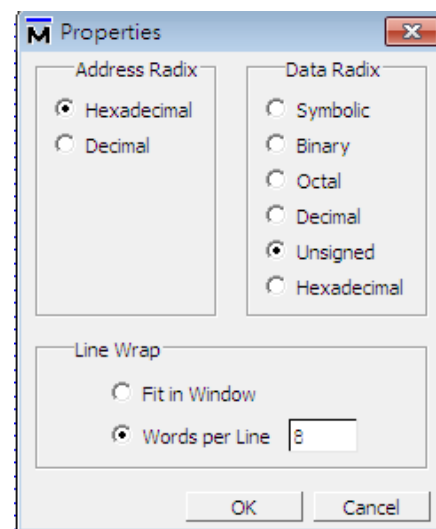 Properties
Address Radix
Hexadecimal
Decimal
Data Radix
Symbolic
Binary
Octal
Decimal
Unsigned
Hexadecimal
Line Wrap
Fit in Window
Words per Line 8
OK Cancel